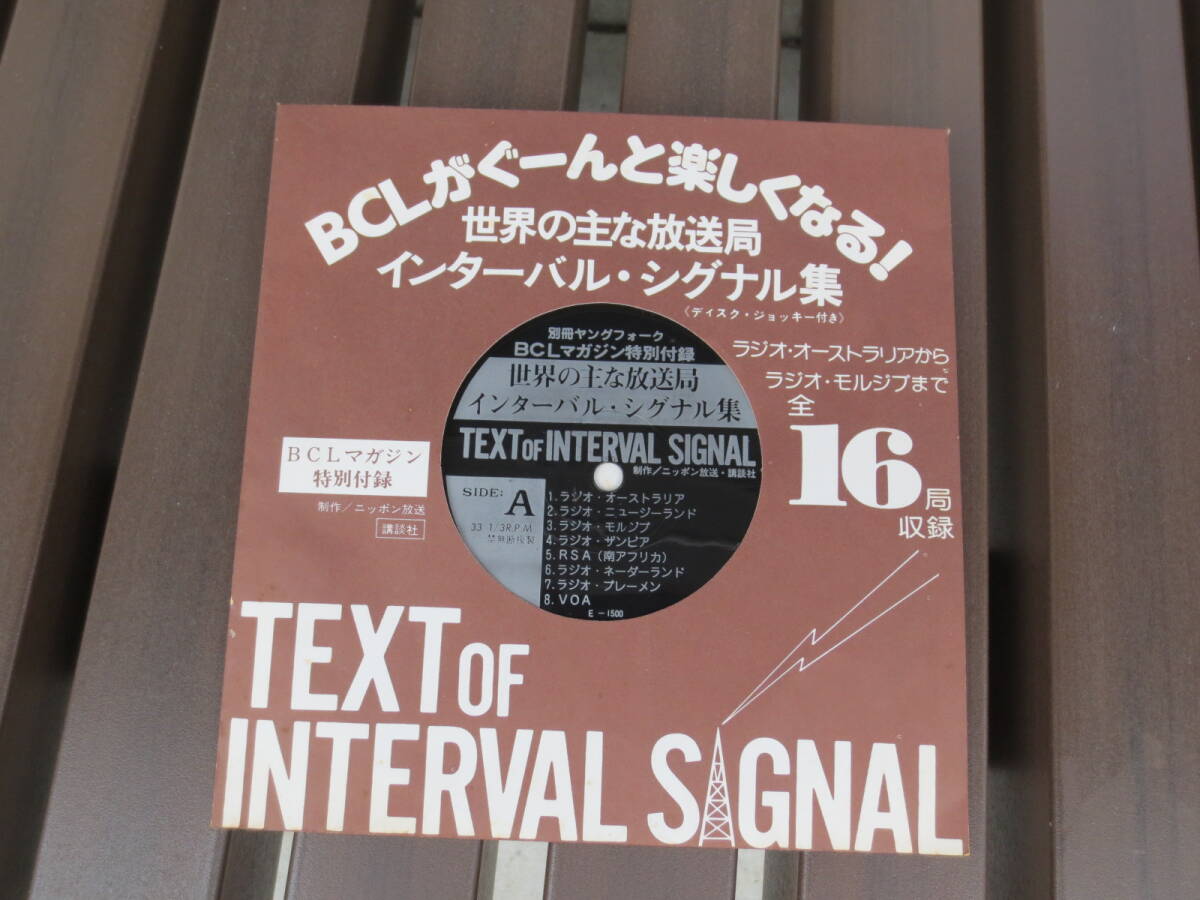 BCLがぐーんと楽しくなる!
世界の主な放送局
インターバル・シグナル集
〈ディスク・ジョッキー付き〉
ラジオ・オーストラリアから
ラジオ・モルジブまで
全
16
局
収録
BCLマガジン
特別付録
制作/ニッポン放送
講談社
別冊ヤングフォーク
BCLマガジン特別付録
世界の主な放送局
インターバル・シグナル集
TEXT OF INTERVAL SIGNAL
制作/ニッポン放送・講談社
SIDE: A
33 1/3R.P.M.
禁無断複製
1.ラジオ・オーストラリア
2.ラジオ・ニュージーランド
3.ラジオ・モルジブ
4.ラジオ・ザンビア
5.RSA(南アフリカ)
6.ラジオ・ネーダーランド
7.ラジオ・ブレーメン
8.VOA
E-1500
TEXT OF
INTERVAL SIGNAL